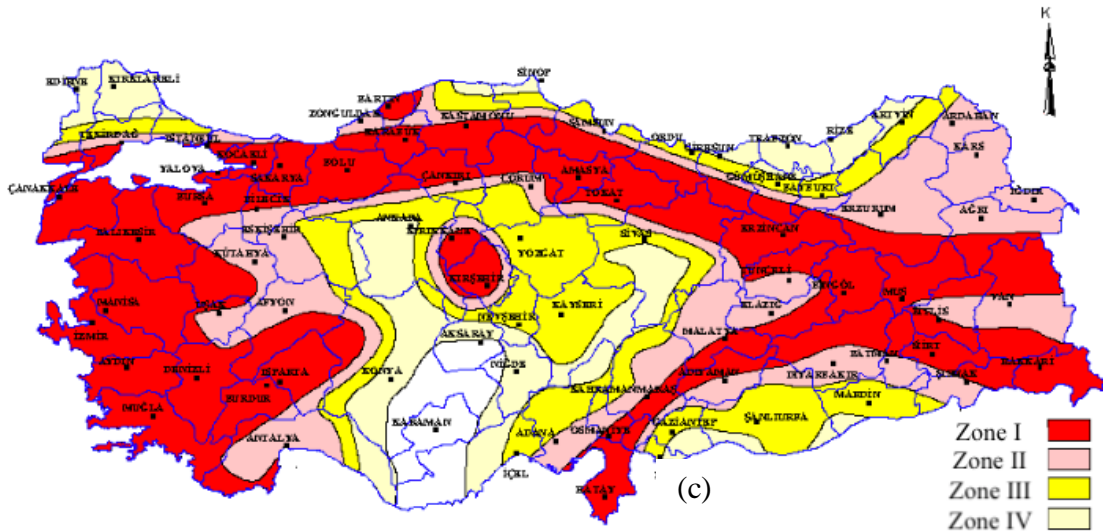 K
SİNOP
EDİRNE
KIRKLARELİ
BARTIN
ZONGULDAK
KASTAMONU
SAMSUN
KARABÜK
TEKİRDAĞ
İSTANBUL
ORDU
GİRESUN
TRABZON
RİZE
ARTVİN
ARDAHAN
KARS
KOCAELİ
YALOVA
SAKARYA
BOLU
ÇANKIRI
ÇORUM
AMASYA
TOKAT
GÜMÜŞHANE
BAYBURT
IĞDIR
ÇANAKKALE
BURSA
BİLECİK
ANKARA
ERZURUM
AĞRI
BALIKESİR
ESKİŞEHİR
KIRIKKALE
YOZGAT
SİVAS
ERZİNCAN
KÜTAHYA
KIRŞEHİR
TUNCELİ
BİNGÖL
MUŞ
VAN
MANİSA
UŞAK
AFYON
KAYSERİ
ELAZIĞ
BİTLİS
İZMİR
NEVŞEHİR
AKSARAY
MALATYA
SİİRT
AYDIN
DENİZLİ
ISPARTA
KONYA
NİĞDE
ADIYAMAN
DİYARBAKIR
BATMAN
HAKKARİ
BURDUR
KAHRAMANMARAŞ
ŞIRNAK
MARDİN
MUĞLA
KARAMAN
ŞANLIURFA
ANTALYA
ADANA
OSMANİYE
GAZİANTEP
İÇEL
HATAY
(c)
Zone I
Zone II
Zone III
Zone IV